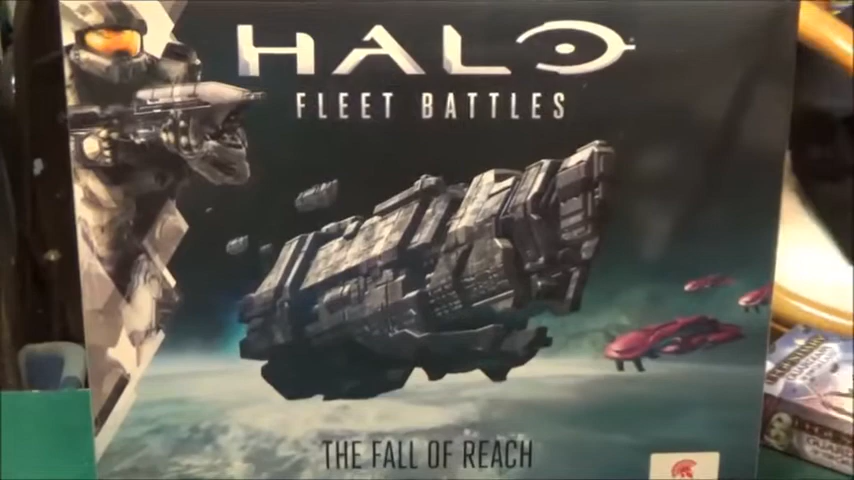 HALO
FLEET BATTLES
THE FALL OF REACH